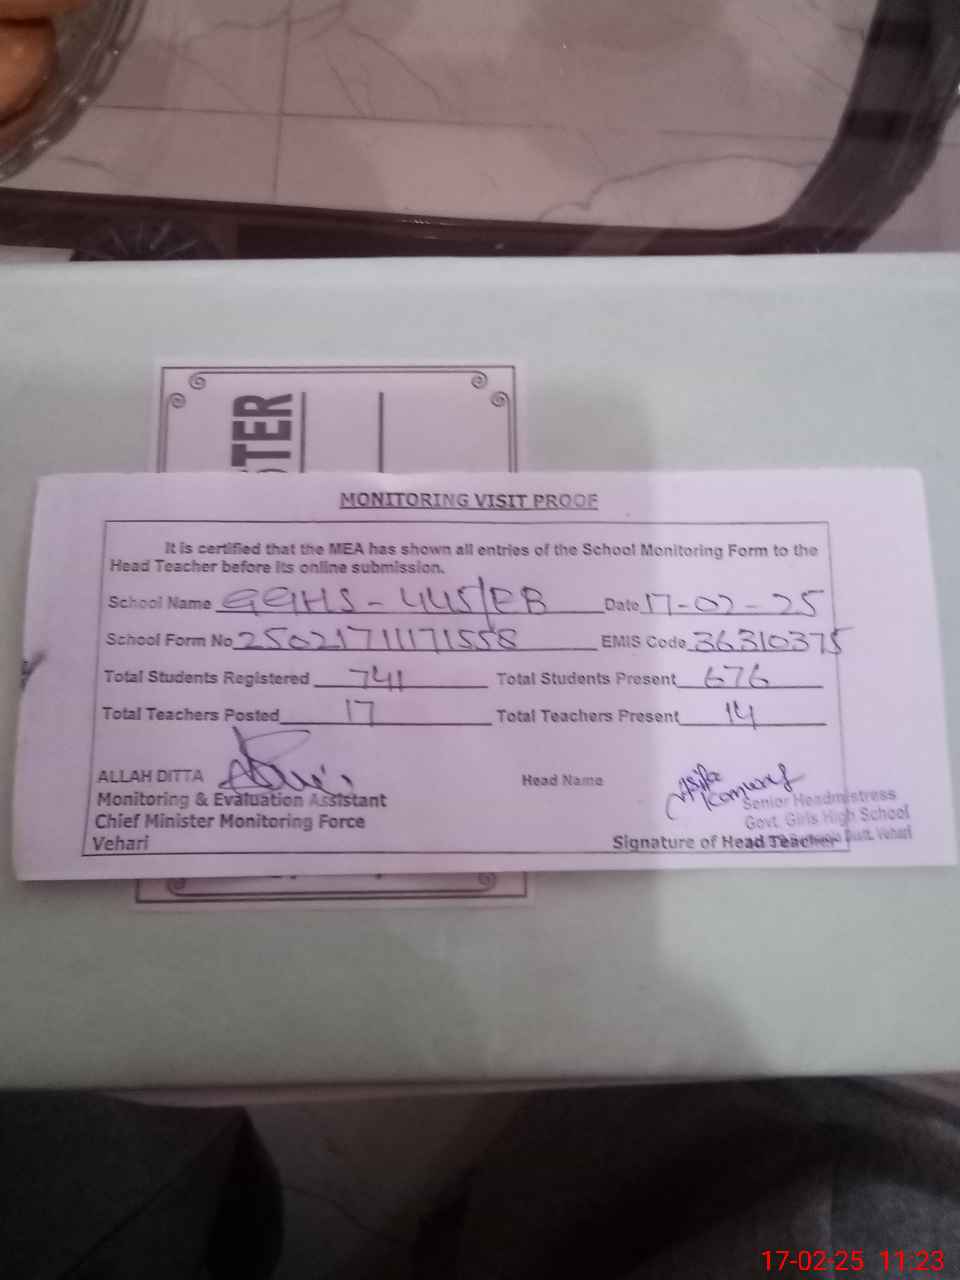 STER
MONITORING VISIT PROOF
It is certified that the MEA has shown all entries of the School Monitoring Form to the
Head Teacher before its online submission.
School Name GGHS - 445/EB Date 17-02-25
School Form No 25021711171558 EMIS Code 36310375
Total Students Registered 741 Total Students Present 676
Total Teachers Posted 17 Total Teachers Present 14
ALLAH DITTA Head Name
Monitoring & Evaluation Assistant Senior Headmistress
Chief Minister Monitoring Force Govt. Girls High School
Vehari Signature of Head Teacher Distt. Vehari
17-02-25 11:23